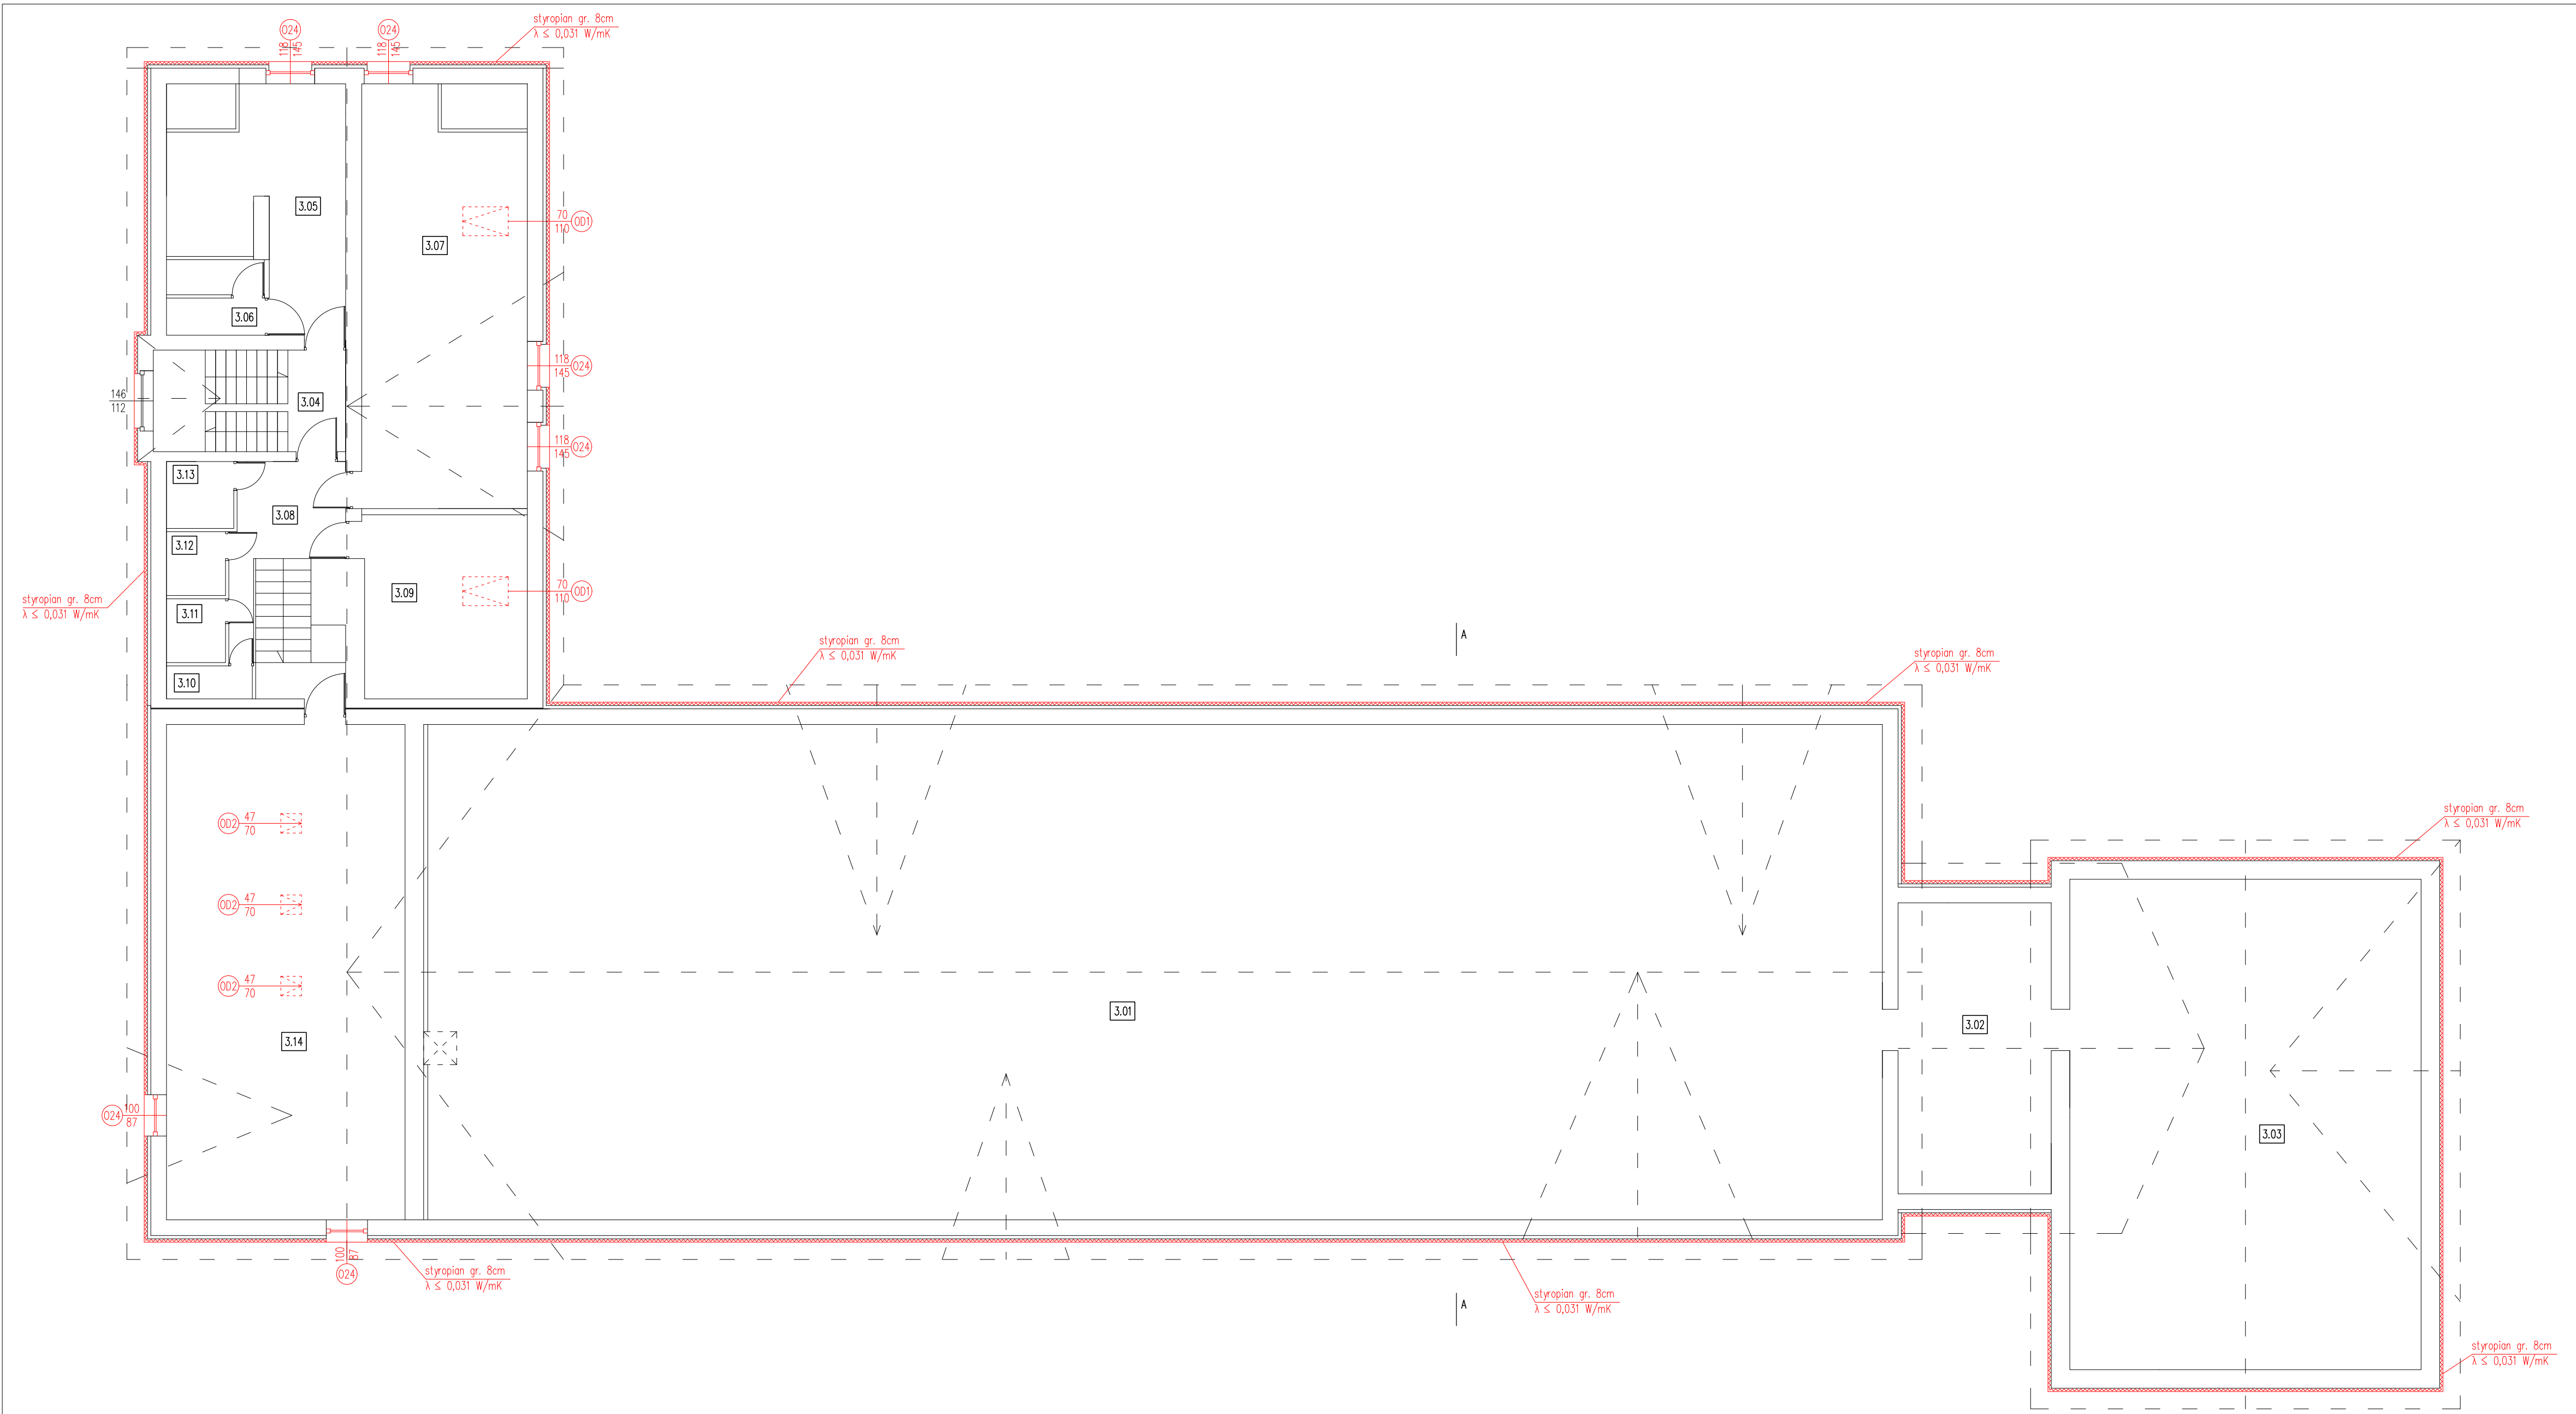 styropian gr. 8cm
λ ≤ 0,031 W/mK
O24
118
145
O24
118
145
3.05
70
110
OD1
3.07
3.06
118
145
O24
146
112
3.04
118
145
O24
3.13
3.08
3.12
3.09
70
110
OD1
styropian gr. 8cm
λ ≤ 0,031 W/mK
3.11
3.10
styropian gr. 8cm
λ ≤ 0,031 W/mK
A
styropian gr. 8cm
λ ≤ 0,031 W/mK
styropian gr. 8cm
λ ≤ 0,031 W/mK
OD2
47
70
OD2
47
70
OD2
47
70
3.14
3.01
3.02
3.03
O24
100
87
100
87
O24
styropian gr. 8cm
λ ≤ 0,031 W/mK
styropian gr. 8cm
λ ≤ 0,031 W/mK
A
styropian gr. 8cm
λ ≤ 0,031 W/mK